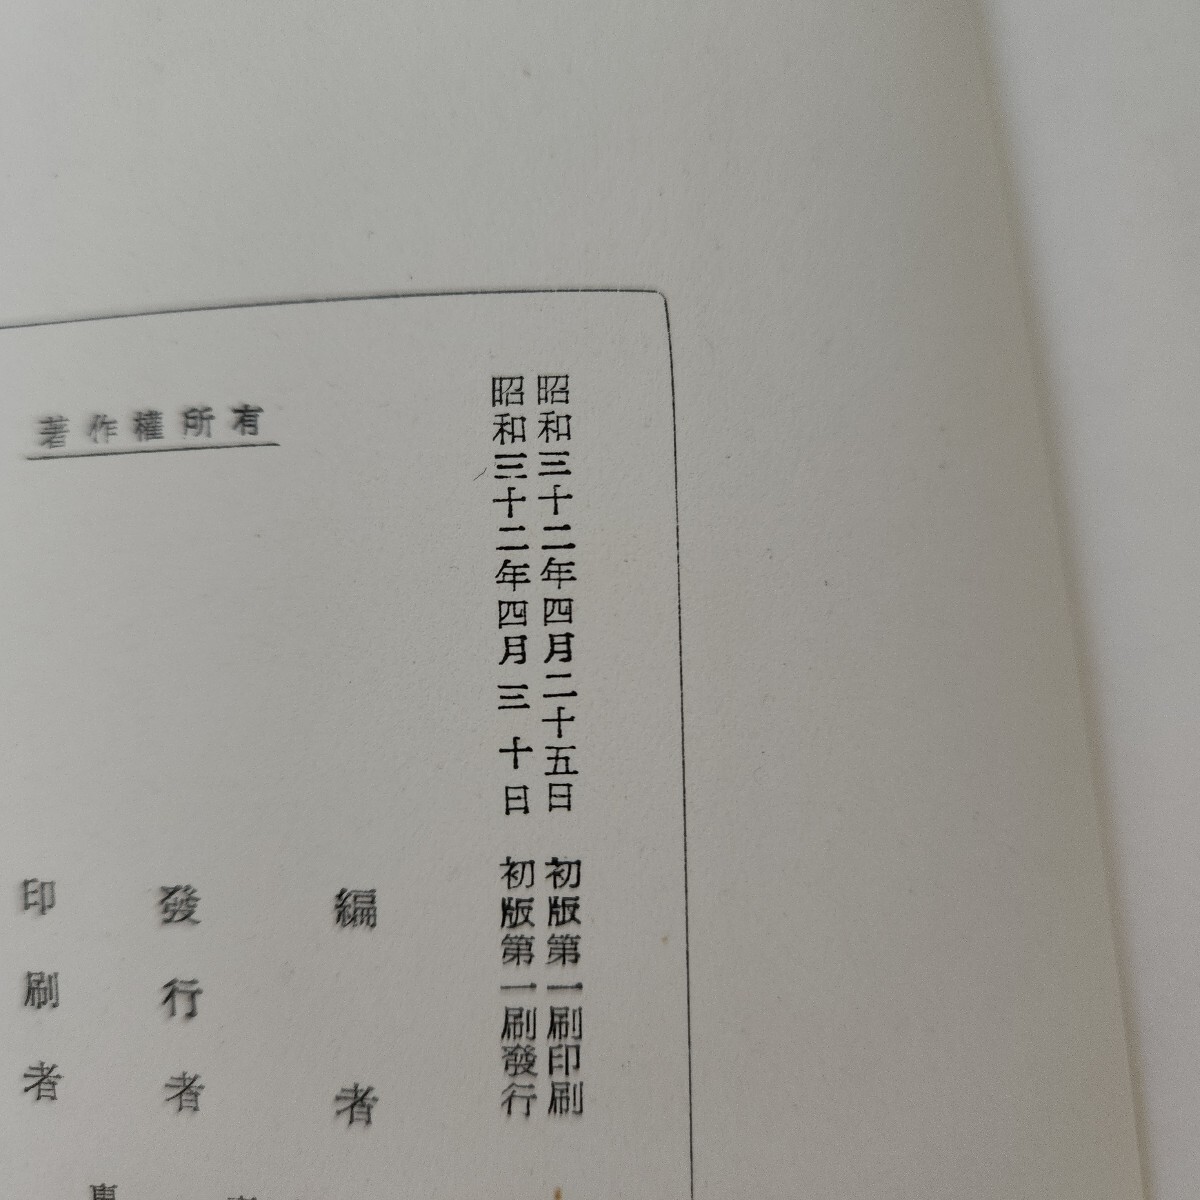 昭和三十二年四月二十五日 初版第一刷印刷
昭和三十二年四月三十日 初版第一刷發行
著作權所有
編者
發行者
印刷者